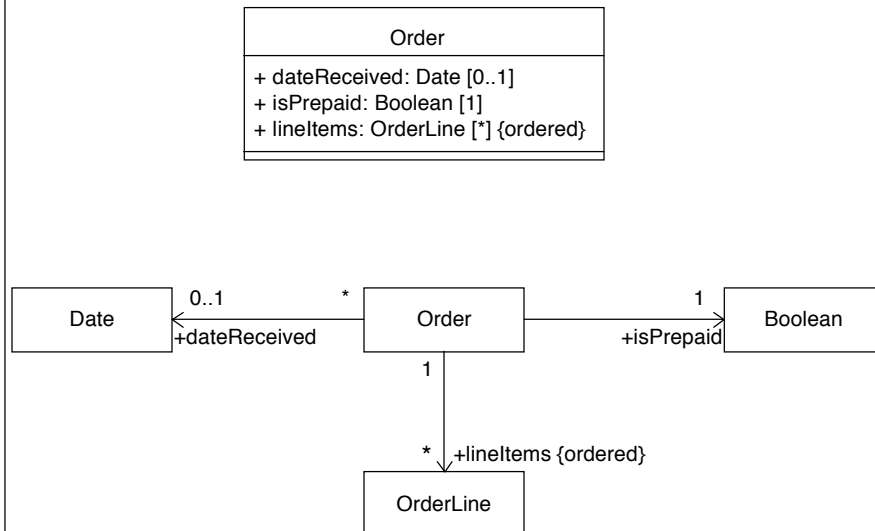 Order
+ dateReceived: Date [0..1]
+ isPrepaid: Boolean [1]
+ lineItems: OrderLine [*] {ordered}
Date
0..1
*
+dateReceived
Order
1
+isPrepaid
Boolean
1
* +lineItems {ordered}
OrderLine